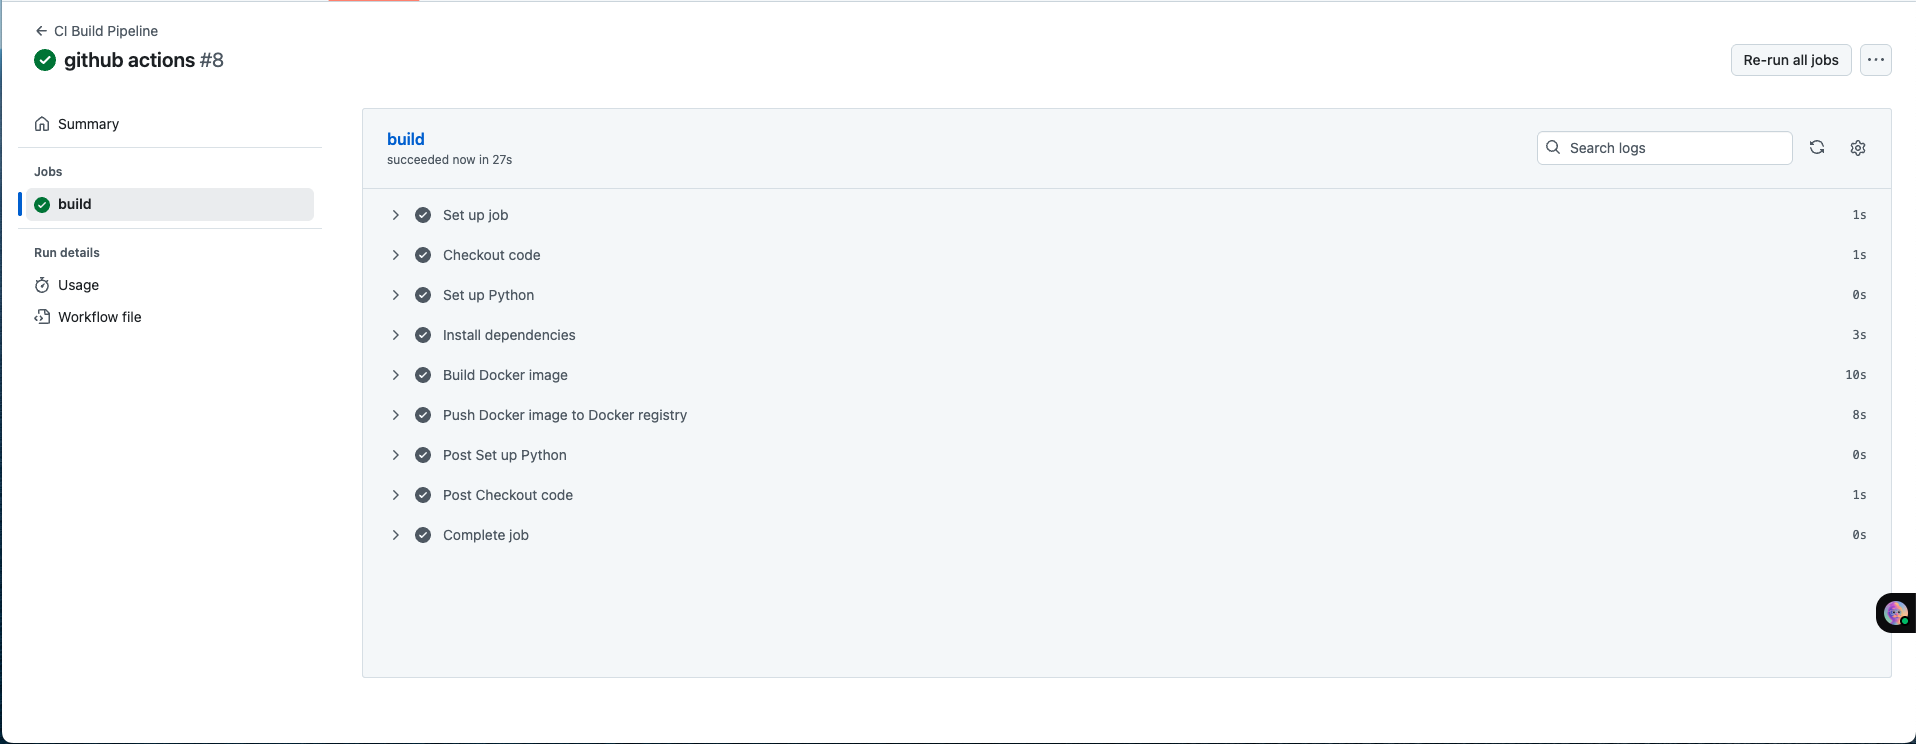 CI Build Pipeline
github actions #8
Re-run all jobs
Summary
Jobs
build
Run details
Usage
Workflow file
build
succeeded now in 27s
Search logs
Set up job 1s
Checkout code 1s
Set up Python 0s
Install dependencies 3s
Build Docker image 10s
Push Docker image to Docker registry 8s
Post Set up Python 0s
Post Checkout code 1s
Complete job 0s